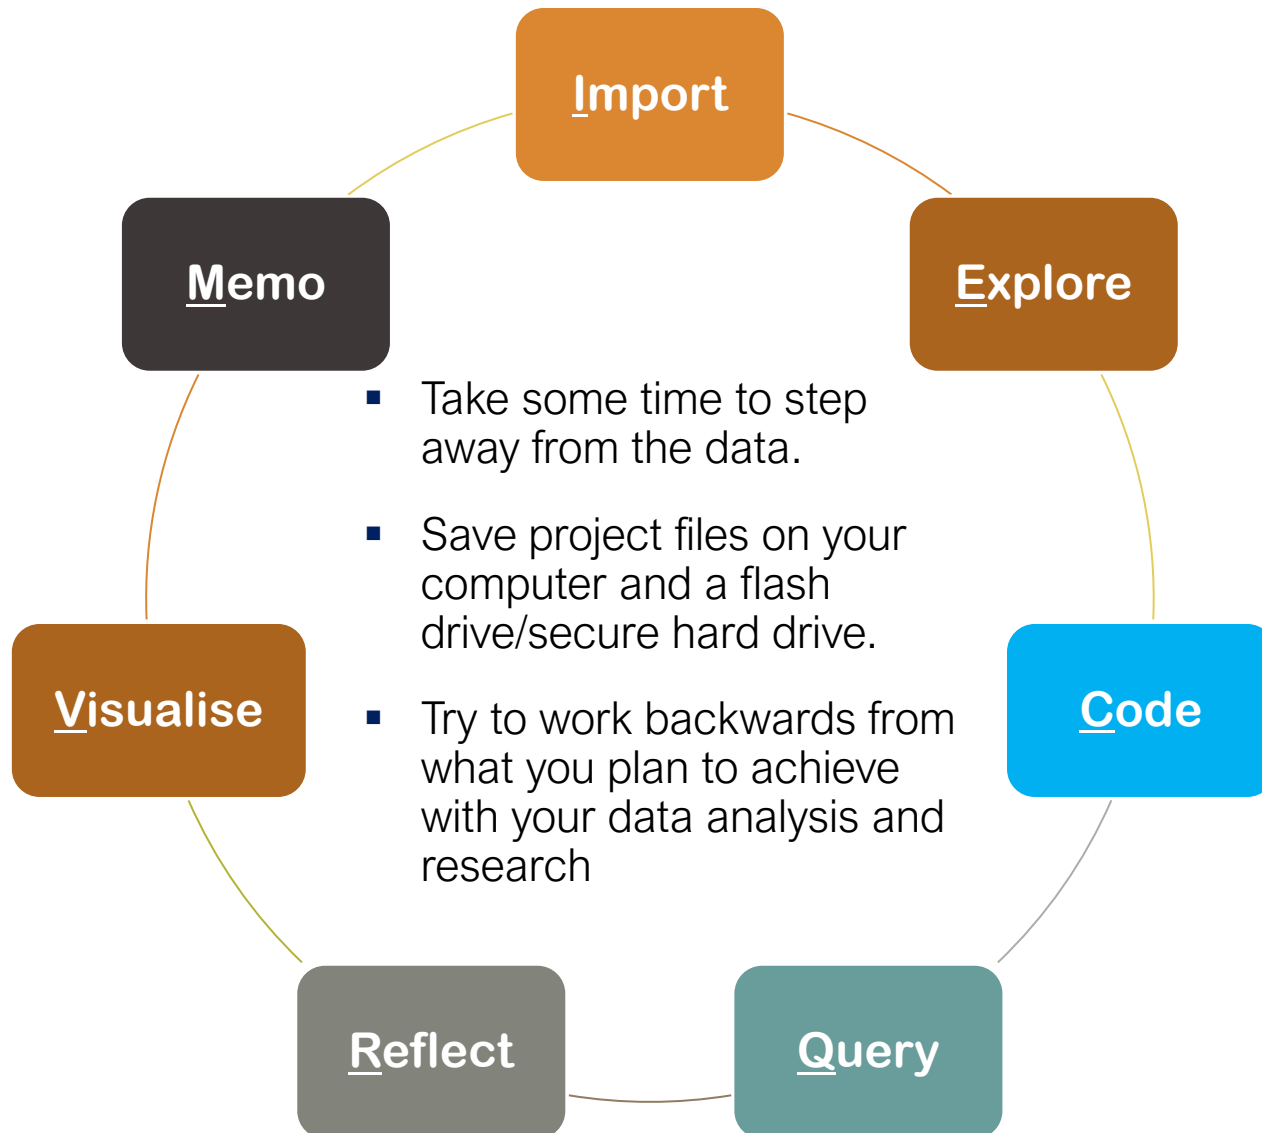 Import
Explore
Code
Query
Reflect
Visualise
Memo
▪ Take some time to step
away from the data.
▪ Save project files on your
computer and a flash
drive/secure hard drive.
▪ Try to work backwards from
what you plan to achieve
with your data analysis and
research